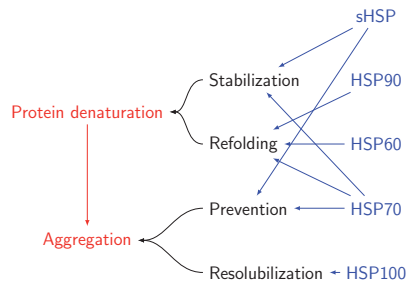 sHSP
Stabilization
HSP90
Protein denaturation
Refolding
HSP60
Prevention
HSP70
Aggregation
Resolubilization
HSP100